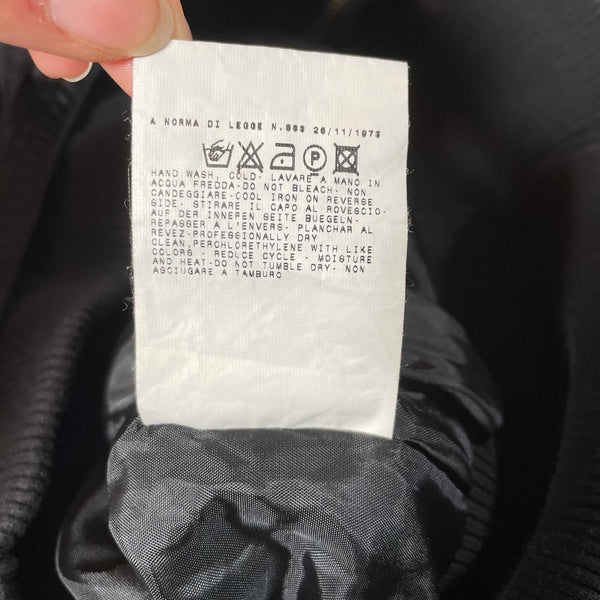 A NORMA DI LEGGE N.883 26/11/1973
P
HAND WASH, COLD- LAVARE A MANO IN
ACQUA FREDDA-DO NOT BLEACH- NON
CANDEGGIARE-COOL IRON ON REVERSE
SIDE- STIRARE IL CAPO AL ROVESCIO-
AUF DER INNEREN SEITE BUEGELN-
REPASSER A L'ENVERS- PLANCHAR AL
REVEZ-PROFESSIONALLY DRY
CLEAN,PERCHLORETHYLENE WITH LIKE
COLORS - REDUCE CYCLE - MOISTURE
AND HEAT-DO NOT TUMBLE DRY- NON
ASCIUGARE A TAMBURO